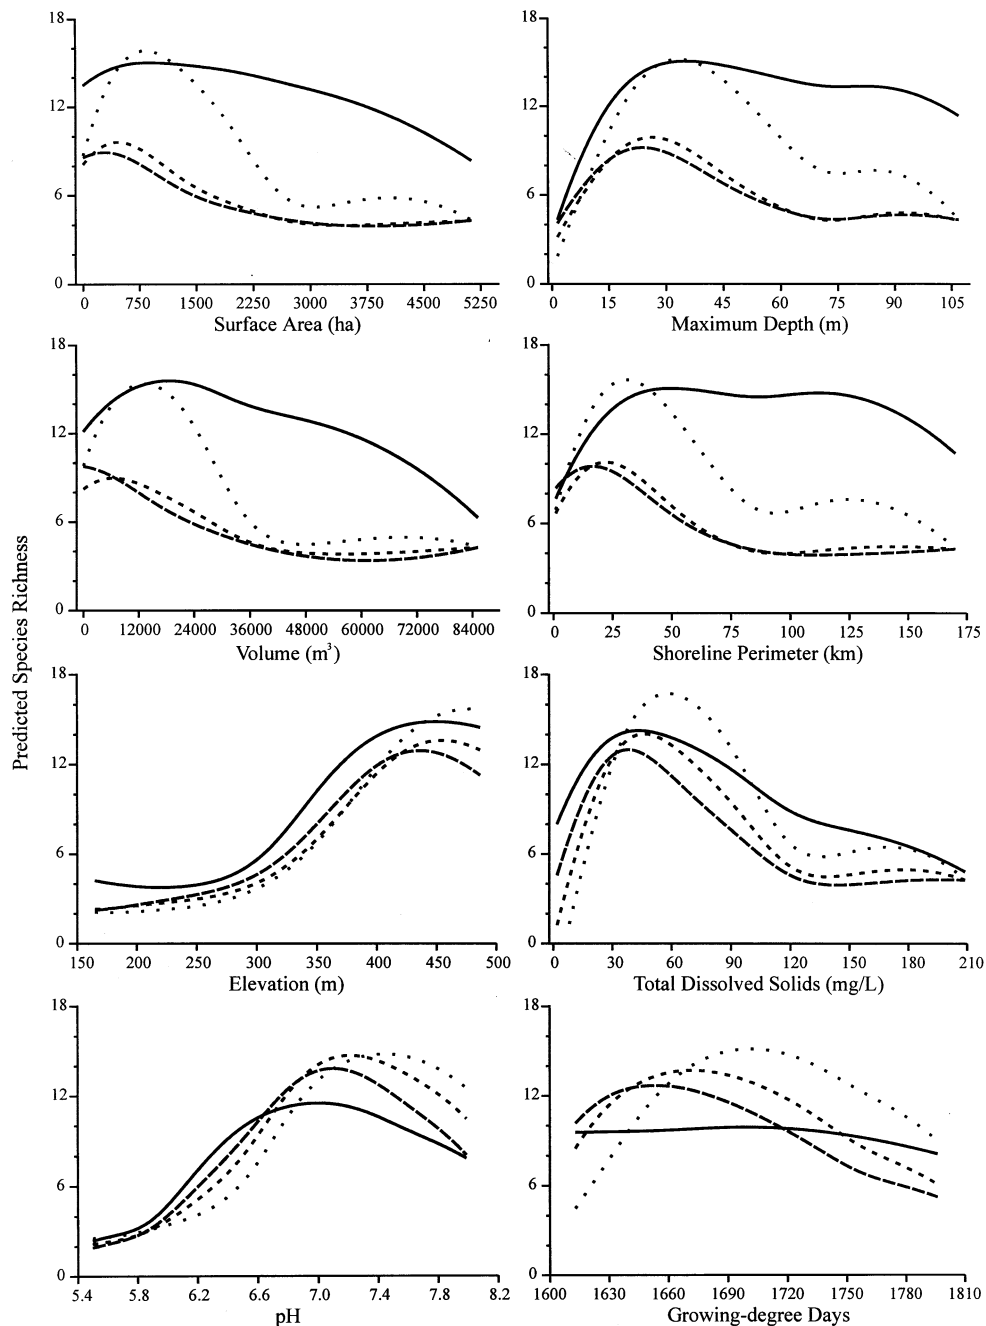 Predicted Species Richness
18
12
6
0
0 750 1500 2250 3000 3750 4500 5250
Surface Area (ha)
18
12
6
0
0 15 30 45 60 75 90 105
Maximum Depth (m)
18
12
6
0
0 12000 24000 36000 48000 60000 72000 84000
Volume (m³)
18
12
6
0
0 25 50 75 100 125 150 175
Shoreline Perimeter (km)
18
12
6
0
150 200 250 300 350 400 450 500
Elevation (m)
18
12
6
0
0 30 60 90 120 150 180 210
Total Dissolved Solids (mg/L)
18
12
6
0
5.4 5.8 6.2 6.6 7.0 7.4 7.8 8.2
pH
18
12
6
0
1600 1630 1660 1690 1720 1750 1780 1810
Growing-degree Days